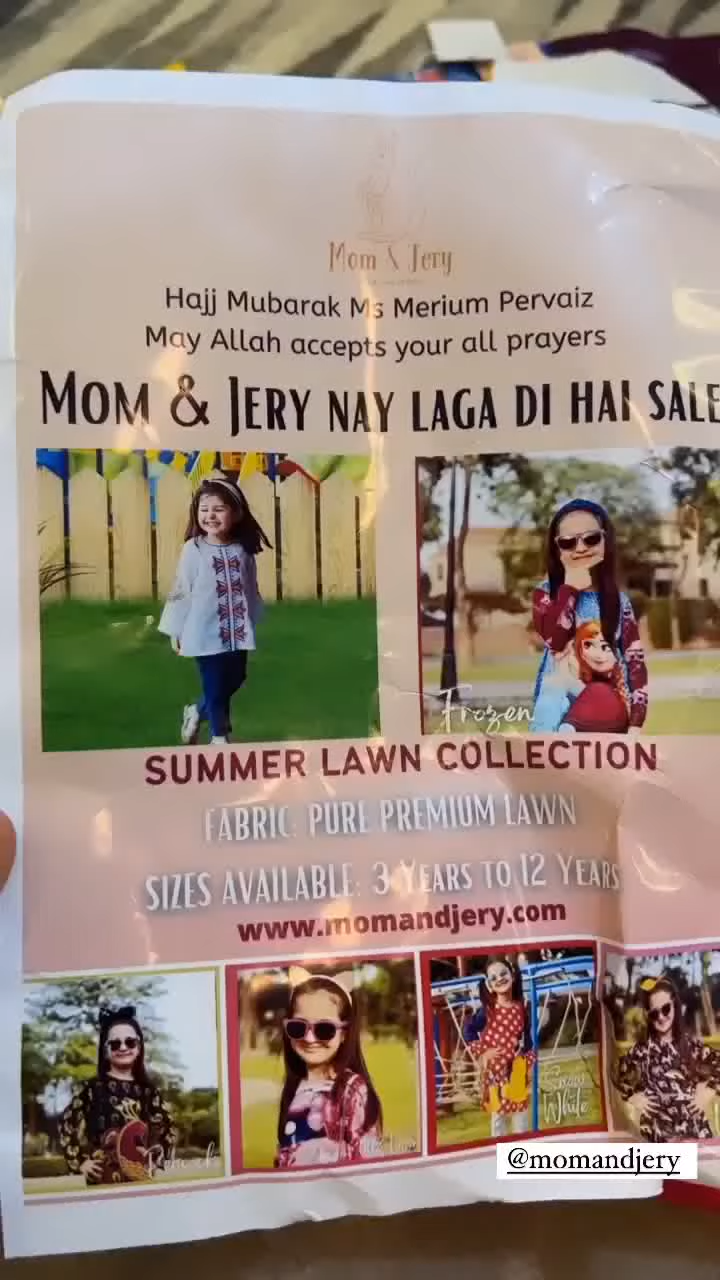 Mom & Jery
Hajj Mubarak Ms Merium Pervaiz
May Allah accepts your all prayers
MOM & JERY NAY LAGA DI HAI SALE
Frozen
SUMMER LAWN COLLECTION
FABRIC: PURE PREMIUM LAWN
SIZES AVAILABLE: 3 YEARS TO 12 YEARS
www.momandjery.com
Snow
White
@momandjery